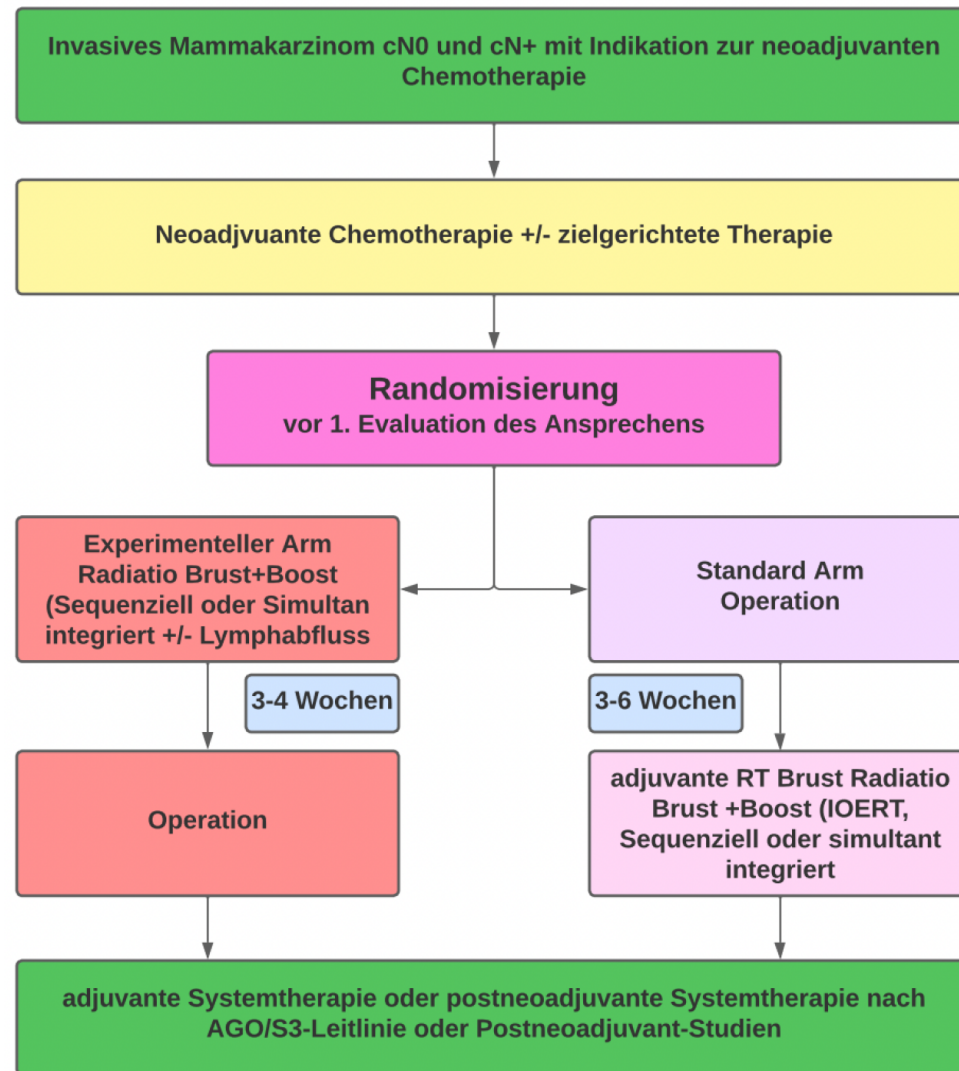 Invasives Mammakarzinom cN0 und cN+ mit Indikation zur neoadjuvanten
Chemotherapie
Neoadjvuante Chemotherapie +/- zielgerichtete Therapie
Randomisierung
vor 1. Evaluation des Ansprechens
Experimenteller Arm
Radiatio Brust+Boost
(Sequenziell oder Simultan
integriert +/- Lymphabfluss
Standard Arm
Operation
3-4 Wochen
3-6 Wochen
Operation
adjuvante RT Brust Radiatio
Brust +Boost (IOERT,
Sequenziell oder simultant
integriert
adjuvante Systemtherapie oder postneoadjuvante Systemtherapie nach
AGO/S3-Leitlinie oder Postneoadjuvant-Studien